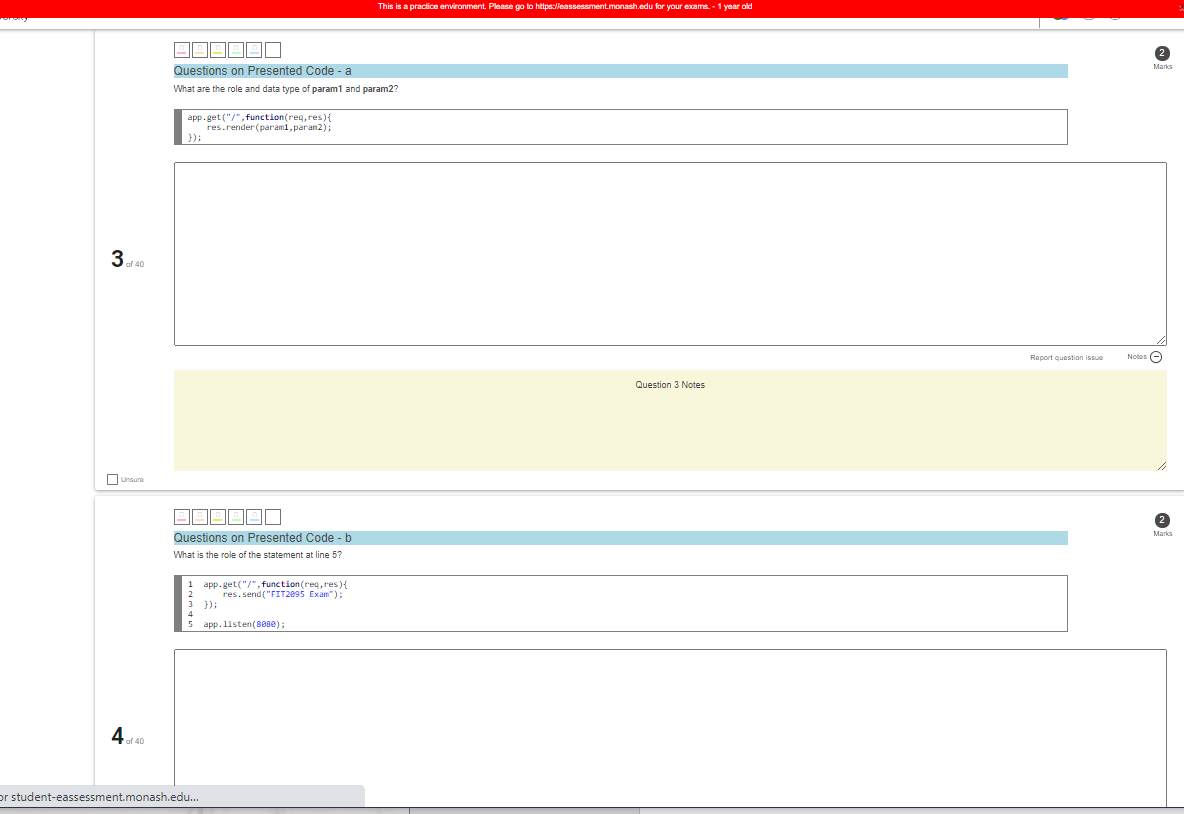 This is a practice environment. Please go to https://eassessment.monash.edu for your exams. - 1 year old
2
Marks
Questions on Presented Code - a
What are the role and data type of param1 and param2?
app.get("/",function(req,res){
res.render(param1,param2);
});
3 of 40
Report question issue
Notes
Question 3 Notes
Unsure
2
Marks
Questions on Presented Code - b
What is the role of the statement at line 5?
1 app.get("/",function(req,res){
2 res.send("FIT2095 Exam");
3 });
4
5 app.listen(8080);
4 of 40
or student-eassessment.monash.edu...